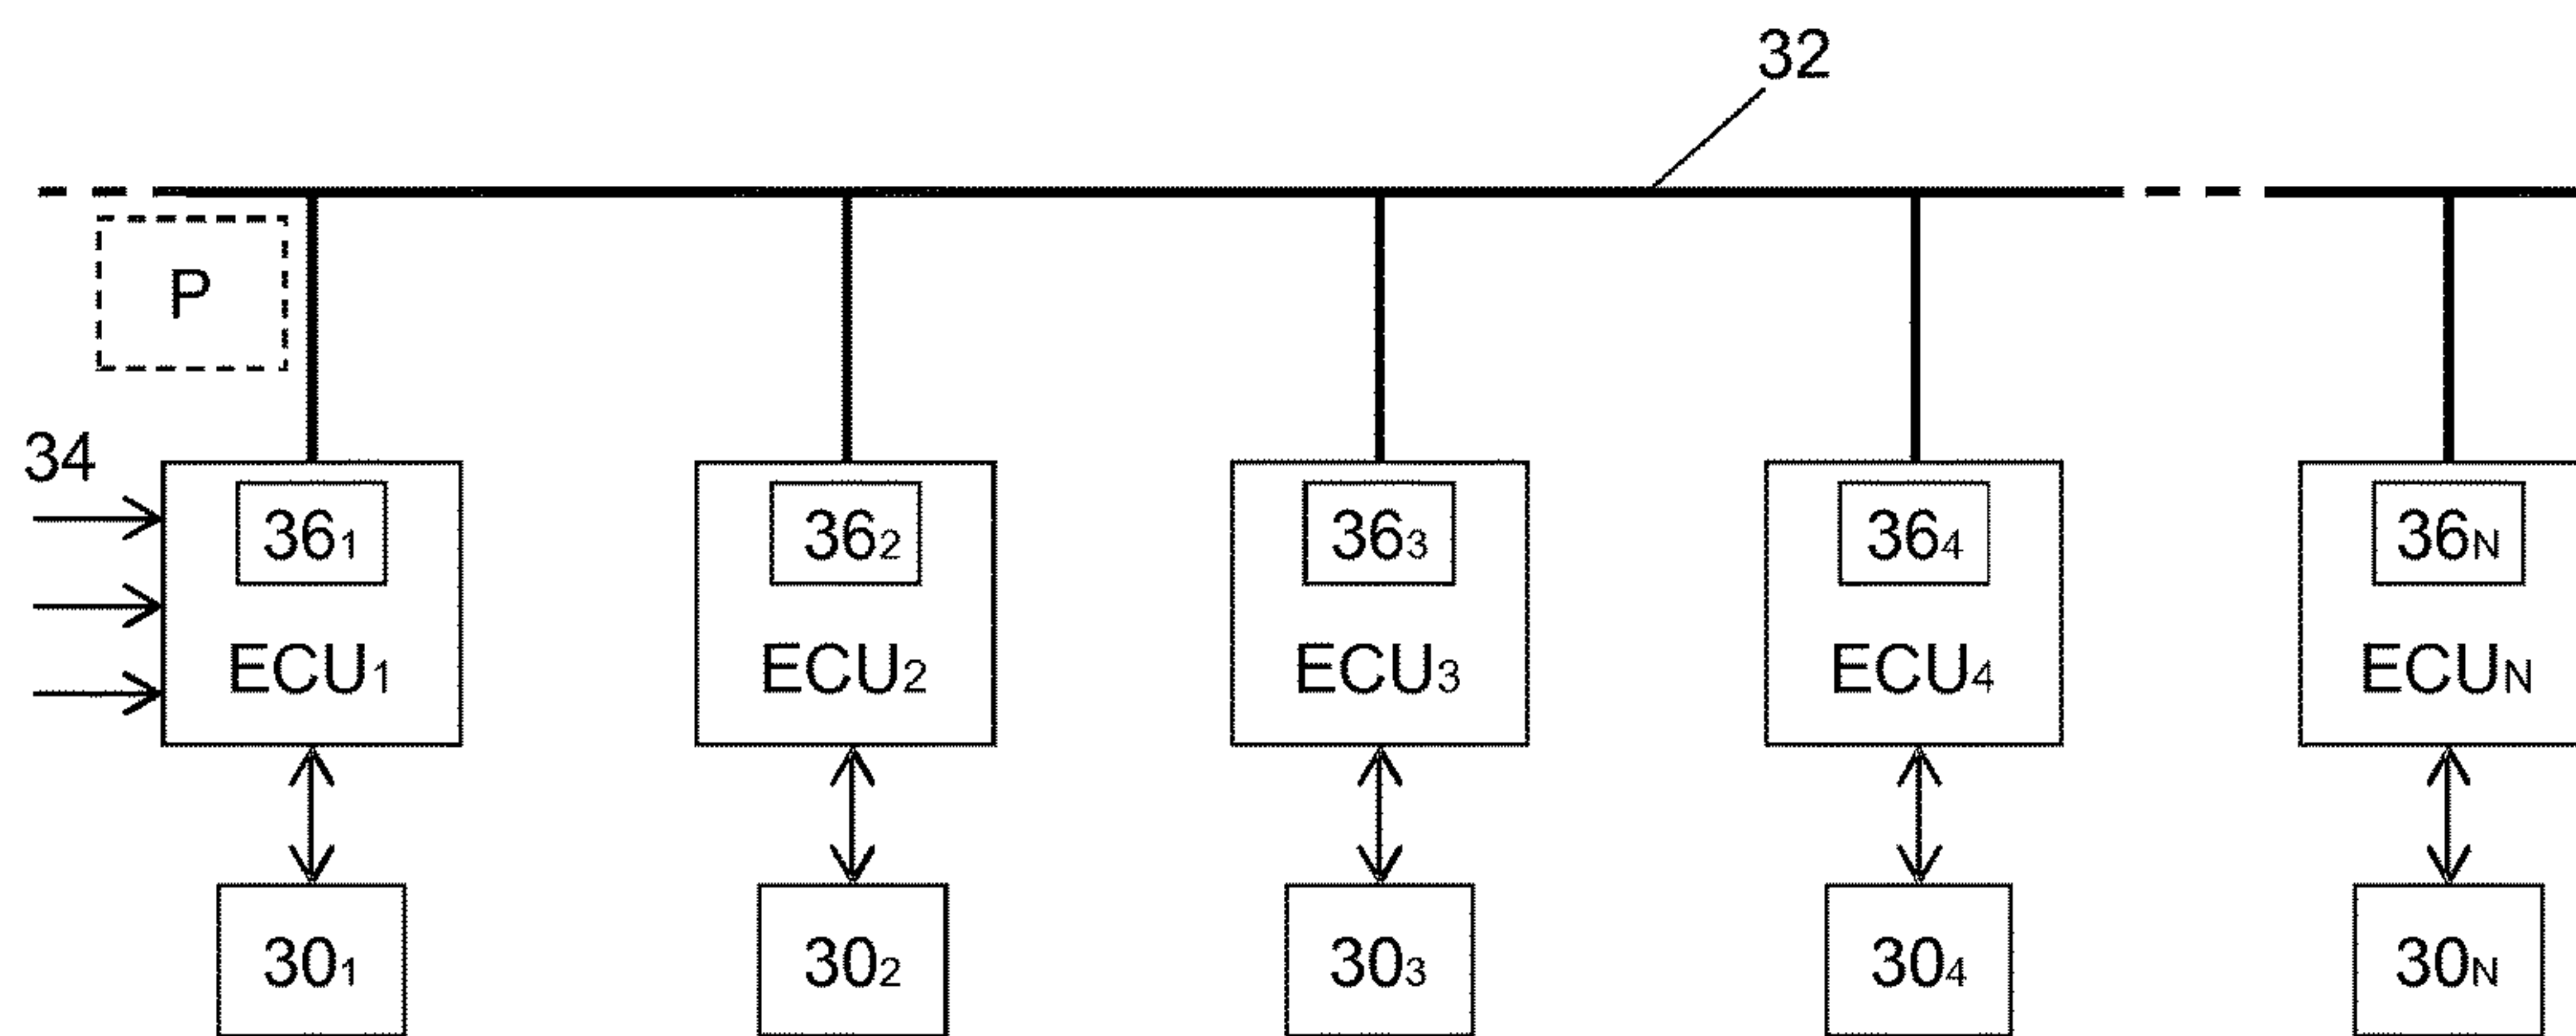 32
P
34
36₁ 36₂ 36₃ 36₄ 36N
ECU₁ ECU₂ ECU₃ ECU₄ ECUN
30₁ 30₂ 30₃ 30₄ 30N